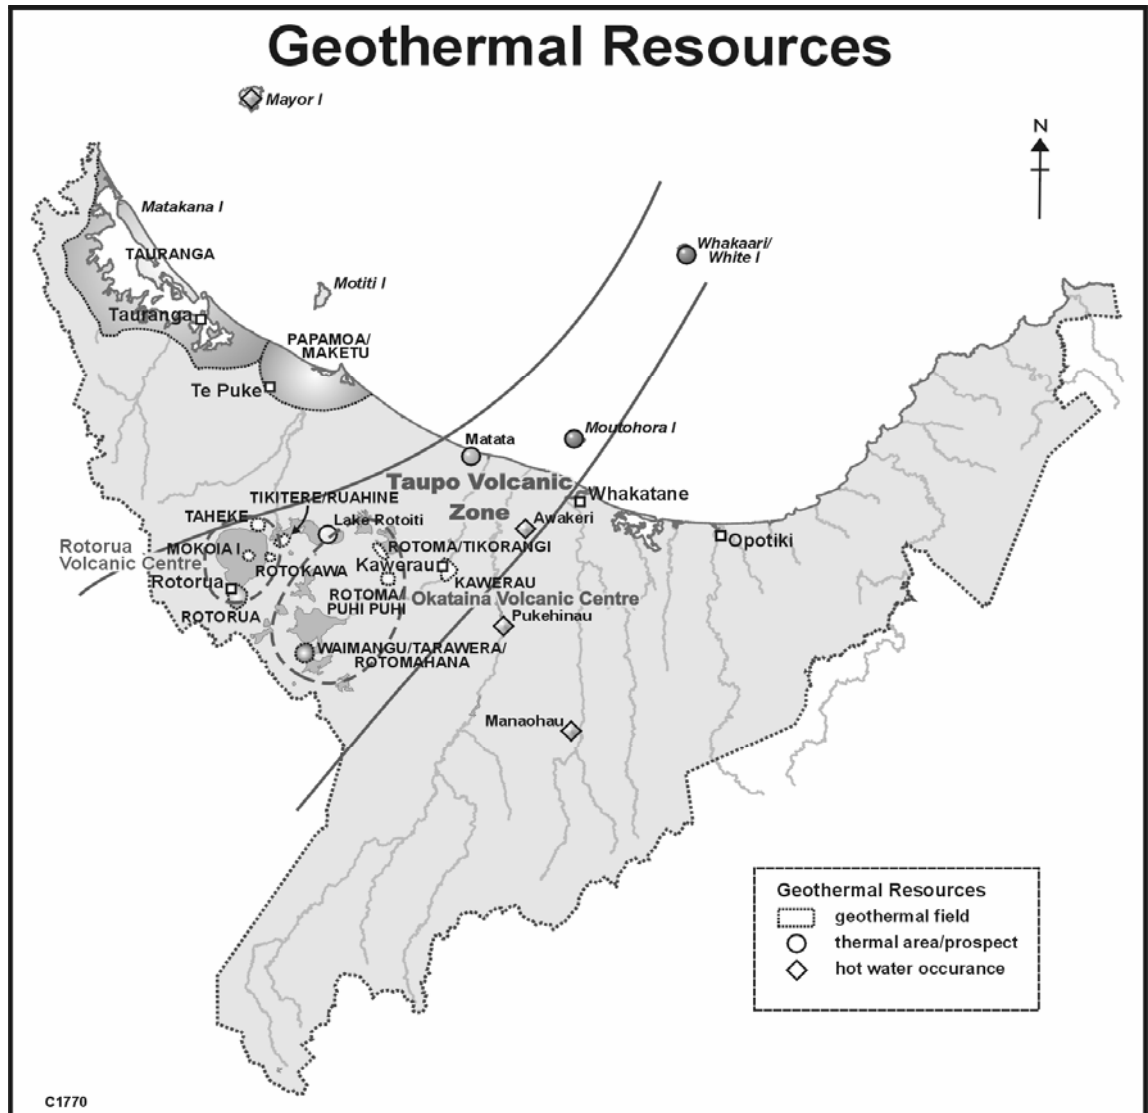 Geothermal Resources
Mayor I
N
Matakana I
Whakaari/
White I
TAURANGA
Motiti I
Tauranga
PAPAMOA/
MAKETU
Te Puke
Moutohora I
Matata
Taupo Volcanic
Zone
Whakatane
TIKITERE/RUAHINE
TAHEKE
Lake Rotoiti
Awakeri
Opotiki
Rotorua
Volcanic Centre
MOKOIA I
ROTOMA/TIKORANGI
ROTOKAWA
Kawerau
KAWERAU
Rotorua
ROTOMA/
PUHI PUHI
Okataina Volcanic Centre
ROTORUA
Pukehinau
WAIMANGU/TARAWERA/
ROTOMAHANA
Manaohau
Geothermal Resources
geothermal field
thermal area/prospect
hot water occurance
C1770